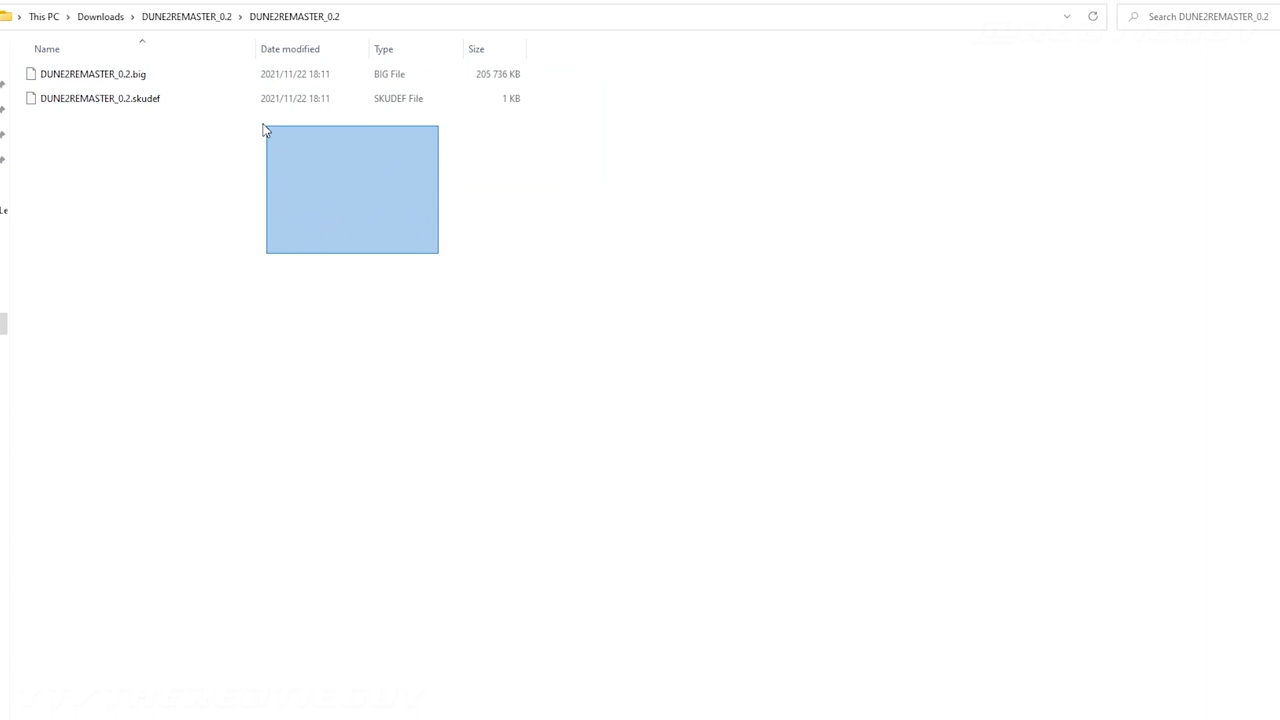 This PC > Downloads > DUNE2REMASTER_0.2 > DUNE2REMASTER_0.2 Search DUNE2REMASTER_0.2
Name Date modified Type Size
DUNE2REMASTER_0.2.big 2021/11/22 18:11 BIG File 205 736 KB
DUNE2REMASTER_0.2.skudef 2021/11/22 18:11 SKUDEF File 1 KB
Le